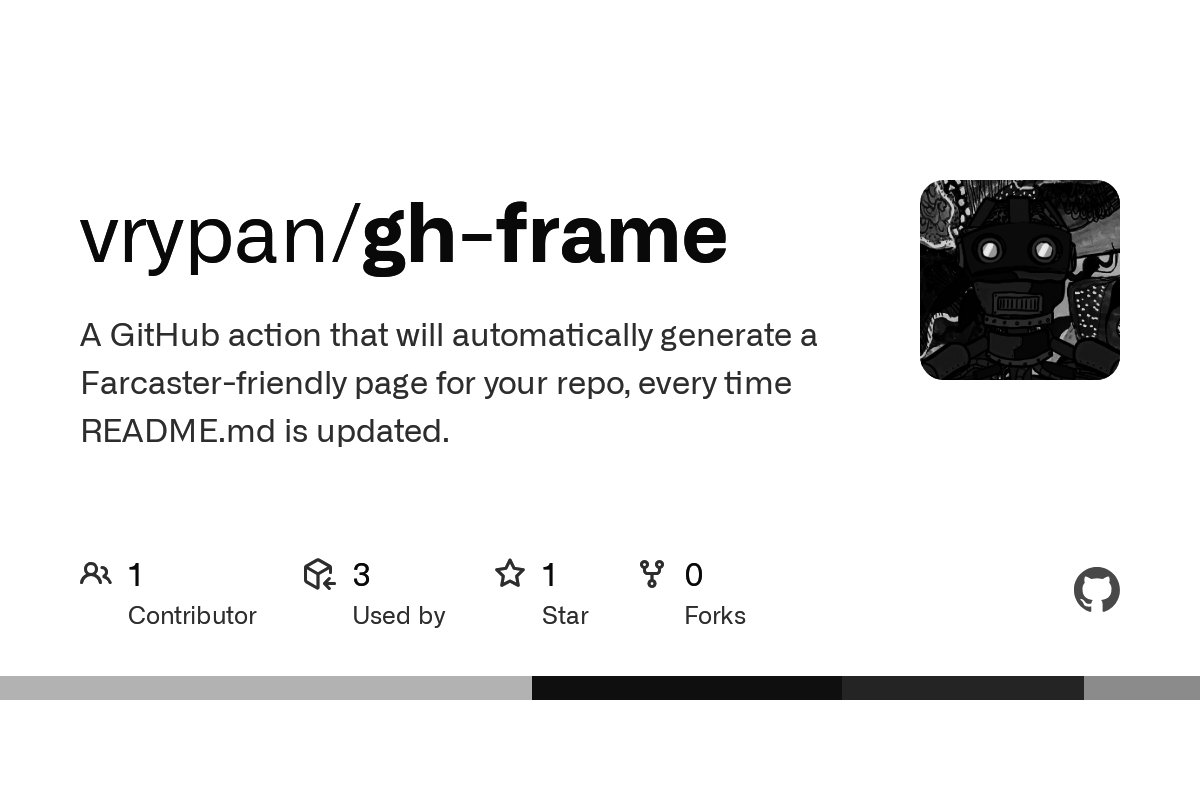 vrypan/gh-frame
A GitHub action that will automatically generate a
Farcaster-friendly page for your repo, every time
README.md is updated.
1 3 1 0
Contributor Used by Star Forks